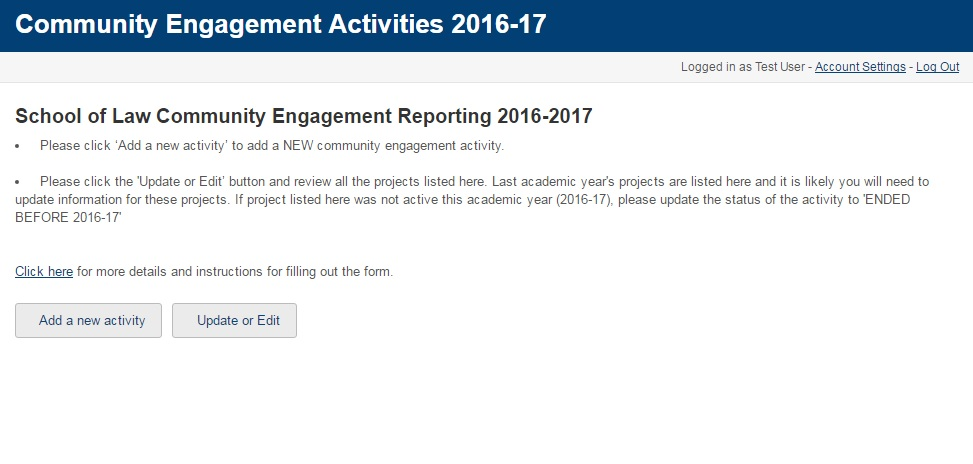 Community Engagement Activities 2016-17
Logged in as Test User - Account Settings - Log Out
School of Law Community Engagement Reporting 2016-2017
• Please click ‘Add a new activity’ to add a NEW community engagement activity.
• Please click the 'Update or Edit’ button and review all the projects listed here. Last academic year's projects are listed here and it is likely you will need to
update information for these projects. If project listed here was not active this academic year (2016-17), please update the status of the activity to 'ENDED
BEFORE 2016-17'
Click here for more details and instructions for filling out the form.
Add a new activity Update or Edit